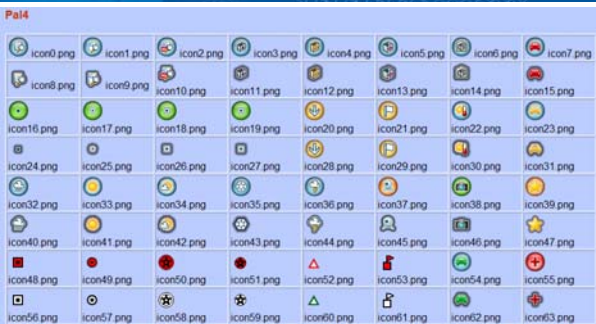 Pal4
icon0.png icon1.png icon2.png icon3.png icon4.png icon5.png icon6.png icon7.png
icon8.png icon9.png icon10.png icon11.png icon12.png icon13.png icon14.png icon15.png
icon16.png icon17.png icon18.png icon19.png icon20.png icon21.png icon22.png icon23.png
icon24.png icon25.png icon26.png icon27.png icon28.png icon29.png icon30.png icon31.png
icon32.png icon33.png icon34.png icon35.png icon36.png icon37.png icon38.png icon39.png
icon40.png icon41.png icon42.png icon43.png icon44.png icon45.png icon46.png icon47.png
icon48.png icon49.png icon50.png icon51.png icon52.png icon53.png icon54.png icon55.png
icon56.png icon57.png icon58.png icon59.png icon60.png icon61.png icon62.png icon63.png